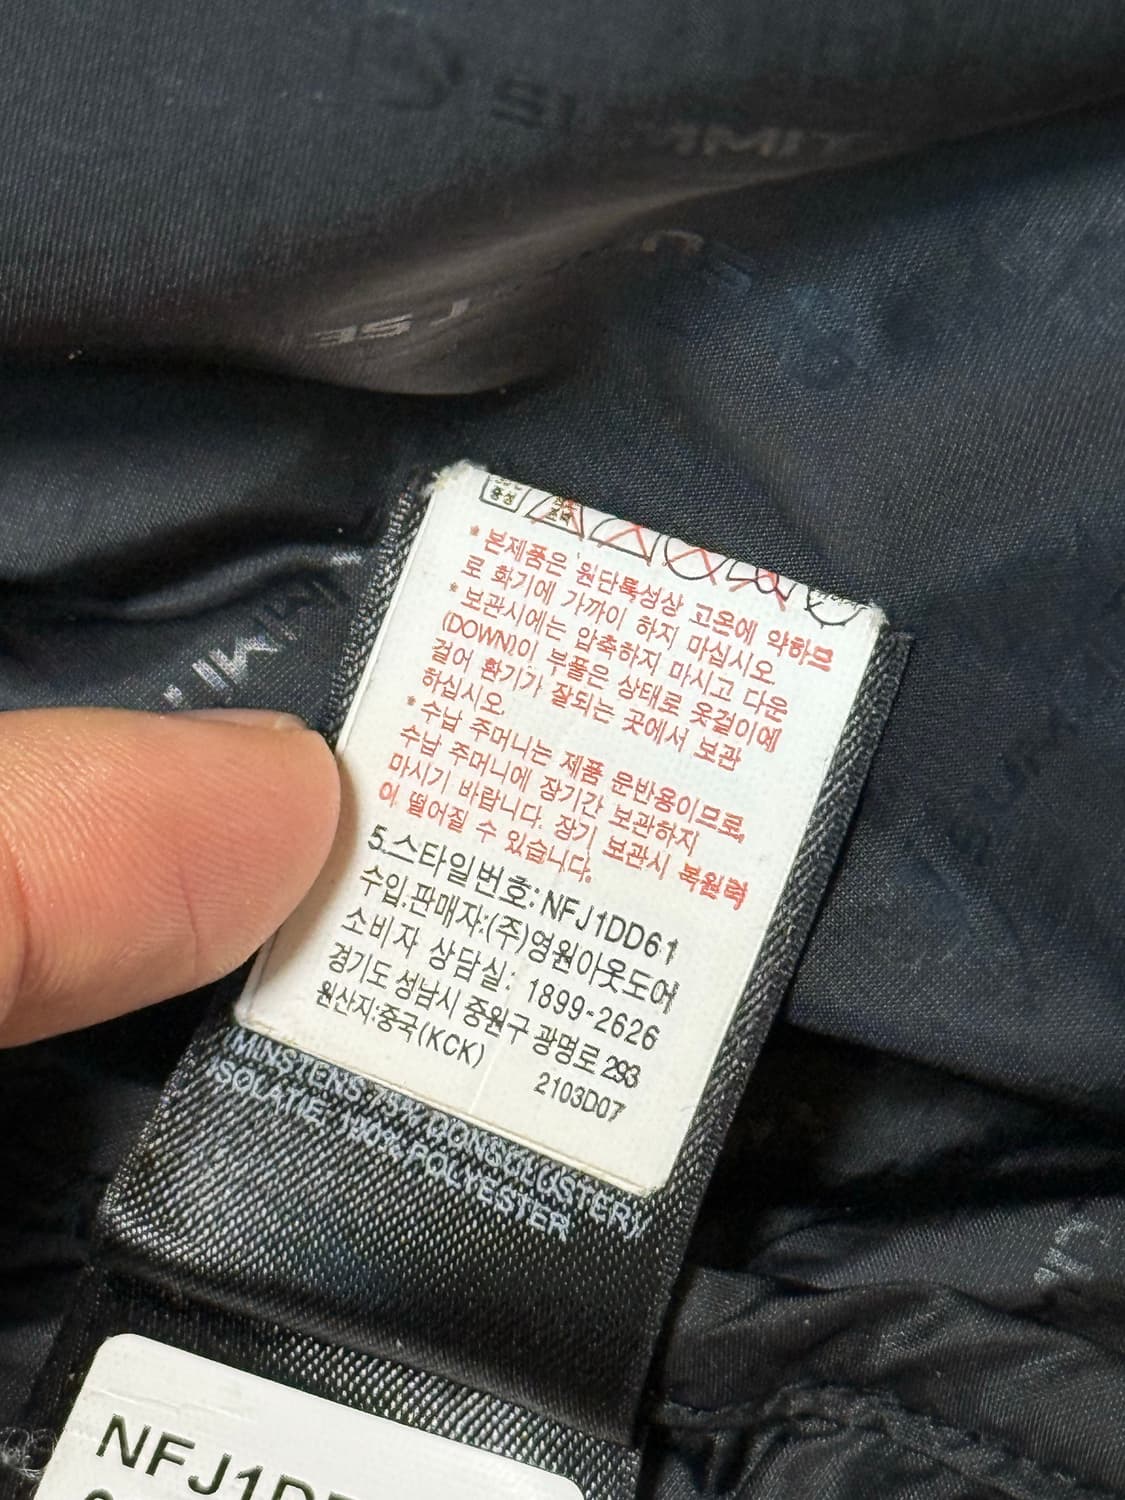 SUMMIT
중성
* 본제품은 원단특성상 고온에 약하므
로 화기에 가까이 하지 마십시오
* 보관시에는 압축하지 마시고 다운
(DOWN)이 부풀은 상태로 옷걸이에
걸어 환기가 잘되는 곳에서 보관
하십시오.
* 수납 주머니는 제품 운반용이므로,
수납 주머니에 장기간 보관하지
마시기 바랍니다. 장기 보관시 복원력
이 떨어질 수 있습니다.
5.스타일번호: NFJ1DD61
수입.판매자:(주)영원아웃도어
소비자 상담실: 1899-2626
경기도 성남시 중원구 광명로 293
원산지:중국(KCK)
2103D07
MINSTENS 75% DONSCLUSTERY
ISOLATIE: 100% POLYESTER
NFJ1D